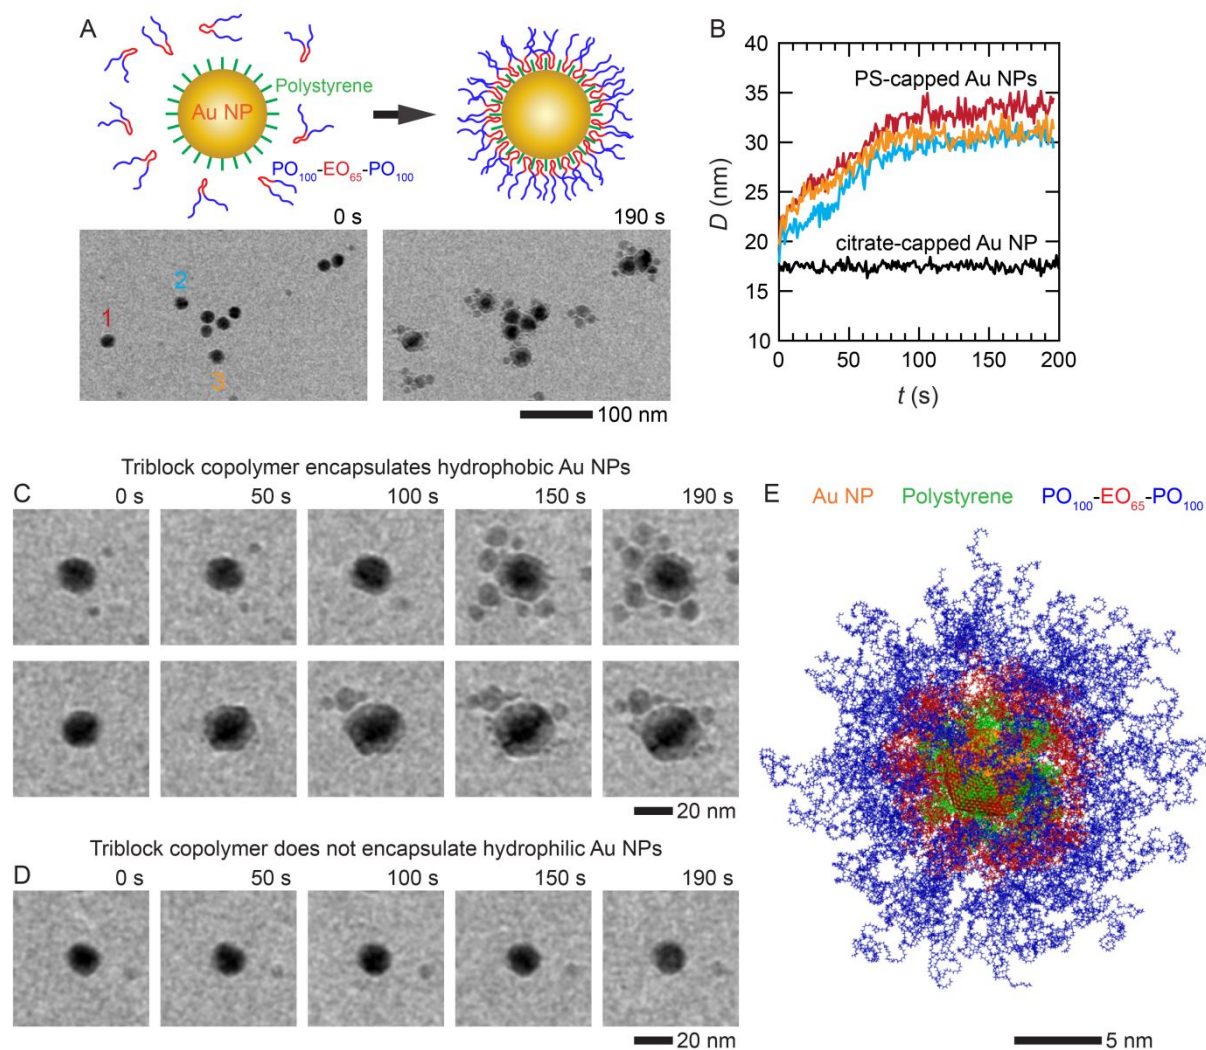 A
Polystyrene
Au NP
PO₁₀₀-EO₆₅-PO₁₀₀
0 s
190 s
1
2
3
100 nm
B
40
35
30
25
20
15
10
D (nm)
PS-capped Au NPs
citrate-capped Au NP
0
50
100
150
200
t (s)
Triblock copolymer encapsulates hydrophobic Au NPs
C
0 s
50 s
100 s
150 s
190 s
20 nm
Triblock copolymer does not encapsulate hydrophilic Au NPs
D
0 s
50 s
100 s
150 s
190 s
20 nm
E
Au NP
Polystyrene
PO₁₀₀-EO₆₅-PO₁₀₀
5 nm